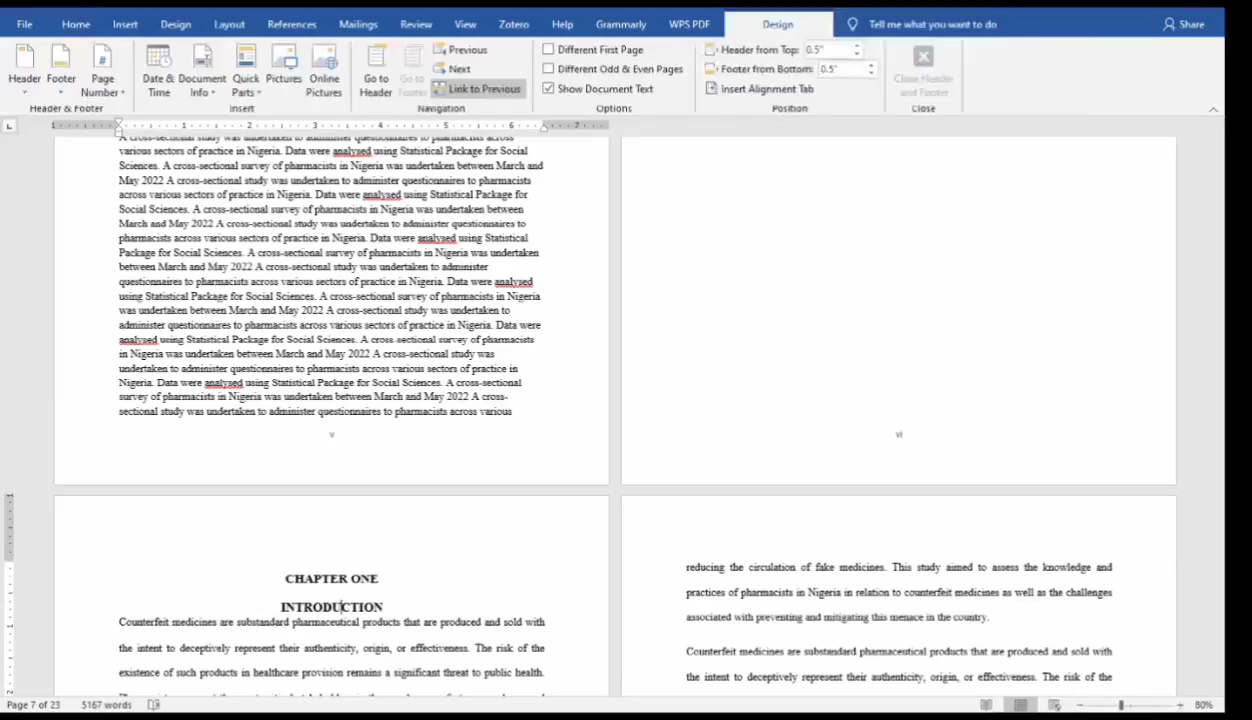 File Home Insert Design Layout References Mailings Review View Zotero Help Grammarly WPS PDF Design Tell me what you want to do Share
Header Footer Page Number Date & Time Document Info Quick Parts Pictures Online Pictures Go to Header Go to Footer
Previous
Next
Link to Previous
Different First Page
Different Odd & Even Pages
Show Document Text
Header from Top: 0.5"
Footer from Bottom: 0.5"
Insert Alignment Tab
Close Header and Footer
Header & Footer Insert Navigation Options Position Close
1 1 2 3 4 5 6 7
A cross-sectional study was undertaken to administer questionnaires to pharmacists across
various sectors of practice in Nigeria. Data were analysed using Statistical Package for Social
Sciences. A cross-sectional survey of pharmacists in Nigeria was undertaken between March and
May 2022 A cross-sectional study was undertaken to administer questionnaires to pharmacists
across various sectors of practice in Nigeria. Data were analysed using Statistical Package for
Social Sciences. A cross-sectional survey of pharmacists in Nigeria was undertaken between
March and May 2022 A cross-sectional study was undertaken to administer questionnaires to
pharmacists across various sectors of practice in Nigeria. Data were analysed using Statistical
Package for Social Sciences. A cross-sectional survey of pharmacists in Nigeria was undertaken
between March and May 2022 A cross-sectional study was undertaken to administer
questionnaires to pharmacists across various sectors of practice in Nigeria. Data were analysed
using Statistical Package for Social Sciences. A cross-sectional survey of pharmacists in Nigeria
was undertaken between March and May 2022 A cross-sectional study was undertaken to
administer questionnaires to pharmacists across various sectors of practice in Nigeria. Data were
analysed using Statistical Package for Social Sciences. A cross-sectional survey of pharmacists
in Nigeria was undertaken between March and May 2022 A cross-sectional study was
undertaken to administer questionnaires to pharmacists across various sectors of practice in
Nigeria. Data were analysed using Statistical Package for Social Sciences. A cross-sectional
survey of pharmacists in Nigeria was undertaken between March and May 2022 A cross-
sectional study was undertaken to administer questionnaires to pharmacists across various
v
vi
CHAPTER ONE
INTRODUCTION
Counterfeit medicines are substandard pharmaceutical products that are produced and sold with
the intent to deceptively represent their authenticity, origin, or effectiveness. The risk of the
existence of such products in healthcare provision remains a significant threat to public health.
reducing the circulation of fake medicines. This study aimed to assess the knowledge and
practices of pharmacists in Nigeria in relation to counterfeit medicines as well as the challenges
associated with preventing and mitigating this menace in the country.
Counterfeit medicines are substandard pharmaceutical products that are produced and sold with
the intent to deceptively represent their authenticity, origin, or effectiveness. The risk of the
Page 7 of 23 5167 words 80%